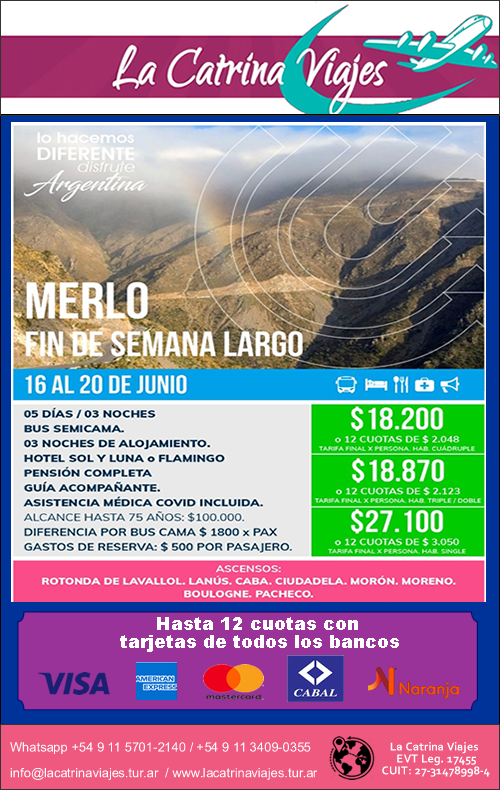 La Catrina Viajes
lo hacemos
DIFERENTE
disfrute
Argentina
MERLO
FIN DE SEMANA LARGO
16 AL 20 DE JUNIO
05 DÍAS / 03 NOCHES
BUS SEMICAMA.
03 NOCHES DE ALOJAMIENTO.
HOTEL SOL Y LUNA o FLAMINGO
PENSIÓN COMPLETA
GUÍA ACOMPAÑANTE.
ASISTENCIA MÉDICA COVID INCLUIDA.
ALCANCE HASTA 75 AÑOS: $100.000.
DIFERENCIA POR BUS CAMA $ 1800 x PAX
GASTOS DE RESERVA: $ 500 POR PASAJERO.
$18.200
o 12 CUOTAS DE $ 2.048
TARIFA FINAL X PERSONA. HAB. CUÁDRUPLE
$18.870
o 12 CUOTAS DE $ 2.123
TARIFA FINAL X PERSONA. HAB. TRIPLE / DOBLE
$27.100
o 12 CUOTAS DE $ 3.050
TARIFA FINAL X PERSONA. HAB. SINGLE
ASCENSOS:
ROTONDA DE LAVALLOL. LANÚS. CABA. CIUDADELA. MORÓN. MORENO.
BOULOGNE. PACHECO.
Hasta 12 cuotas con
tarjetas de todos los bancos
VISA
AMERICAN
EXPRESS
mastercard
CABAL
Naranja
Whatsapp +54 9 11 5701-2140 / +54 9 11 3409-0355
info@lacatrinaviajes.tur.ar / www.lacatrinaviajes.tur.ar
La Catrina Viajes
EVT Leg. 17455
CUIT: 27-31478998-4